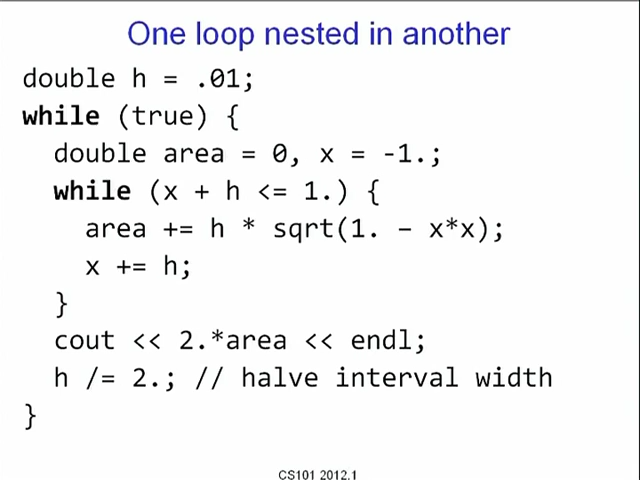 One loop nested in another
double h = .01;
while (true) {
double area = 0, x = -1.;
while (x + h <= 1.) {
area += h * sqrt(1. – x*x);
x += h;
}
cout << 2.*area << endl;
h /= 2.; // halve interval width
}
CS101 2012.1